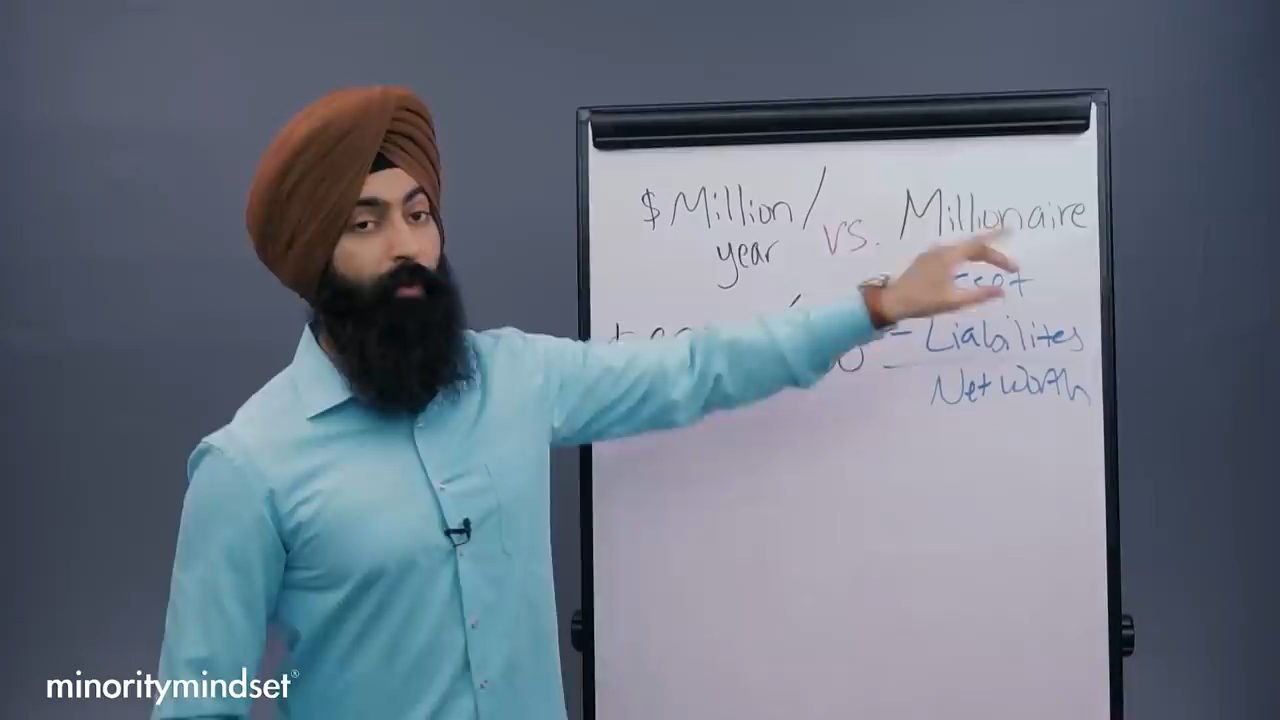 $Million/
year
vs.
Millionaire
- Liabilites
Net Worth
minoritymindset®